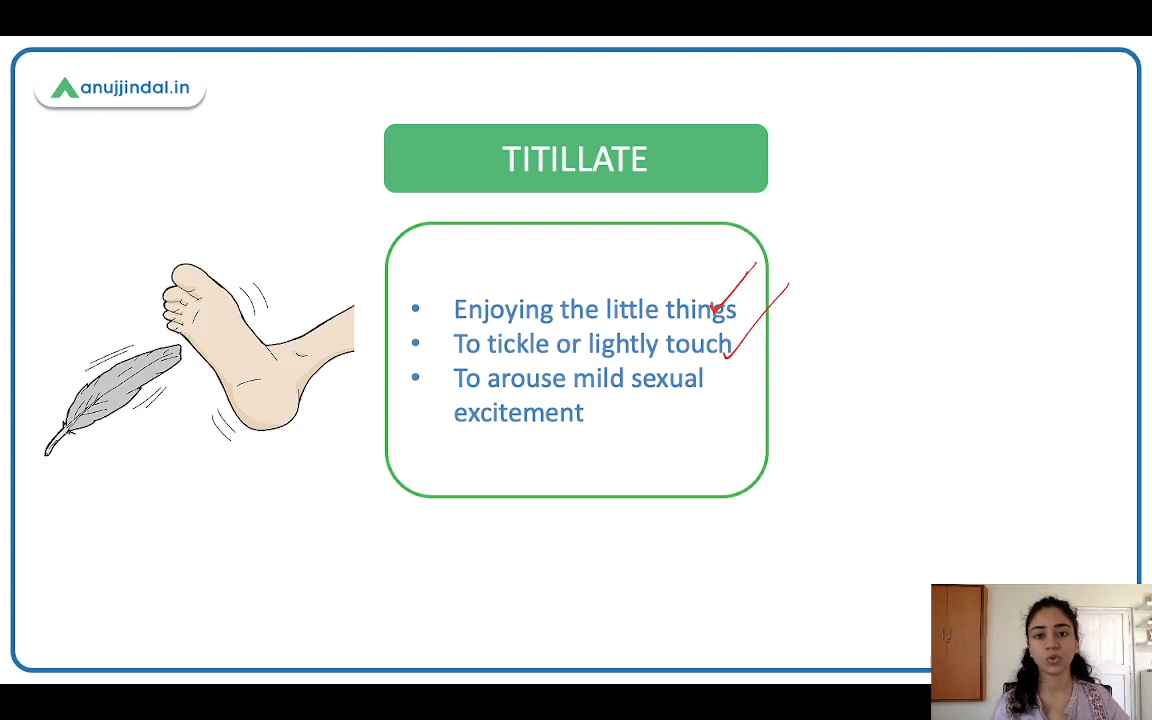 anujjindal.in
TITILLATE
• Enjoying the little things
• To tickle or lightly touch
• To arouse mild sexual
excitement